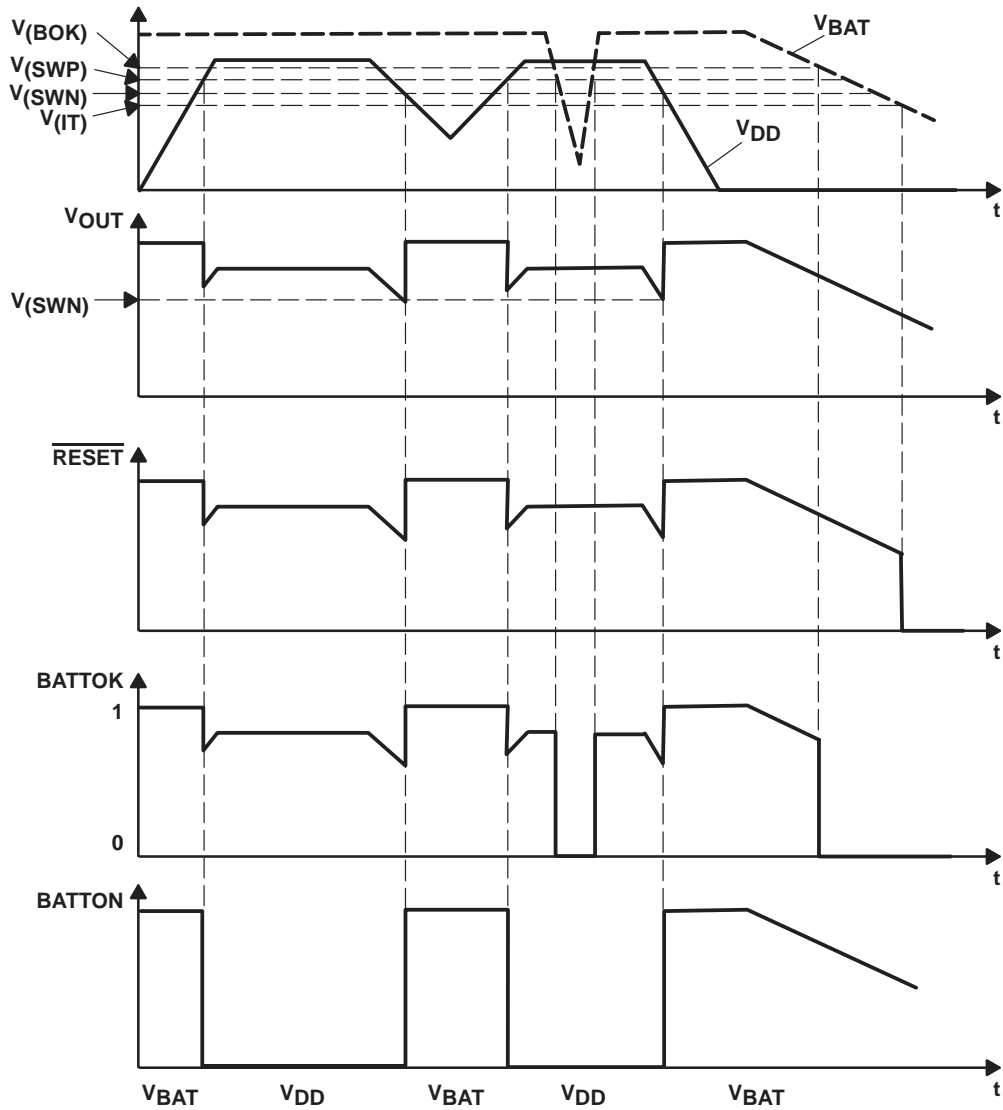 V(BOK)
V(SWP)
V(SWN)
V(IT)
VBAT
VDD
t
VOUT
V(SWN)
t
RESET
t
BATTOK
1
0
t
BATTON
t
VBAT VDD VBAT VDD VBAT